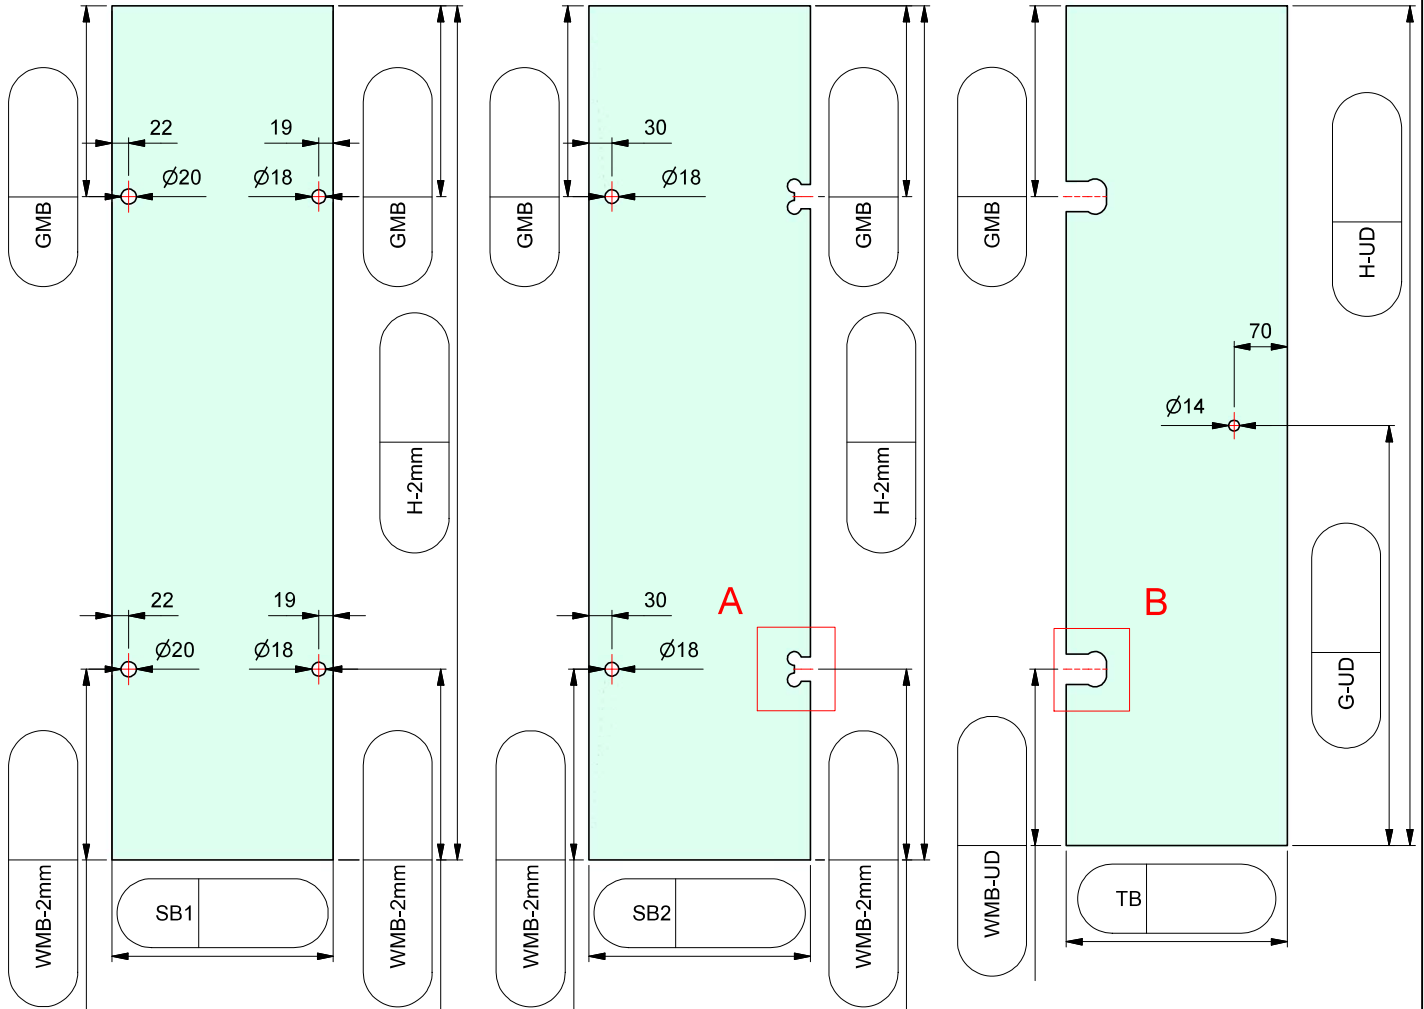 22
19
Ø20
Ø18
GMB
GMB
H-2mm
22
19
Ø20
Ø18
WMB-2mm
WMB-2mm
SB1
30
Ø18
GMB
GMB
H-2mm
30
Ø18
A
WMB-2mm
WMB-2mm
SB2
GMB
H-UD
70
Ø14
B
G-UD
WMB-UD
TB